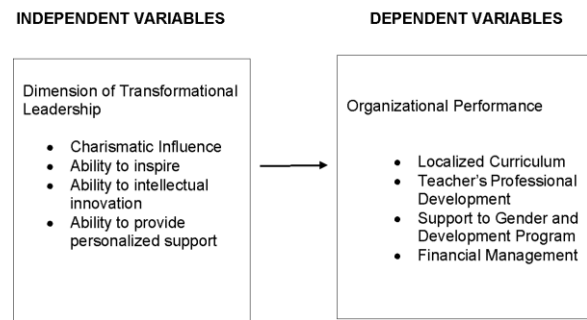 INDEPENDENT VARIABLES
DEPENDENT VARIABLES
Dimension of Transformational
Leadership
• Charismatic Influence
• Ability to inspire
• Ability to intellectual
innovation
• Ability to provide
personalized support
Organizational Performance
• Localized Curriculum
• Teacher's Professional
Development
• Support to Gender and
Development Program
• Financial Management